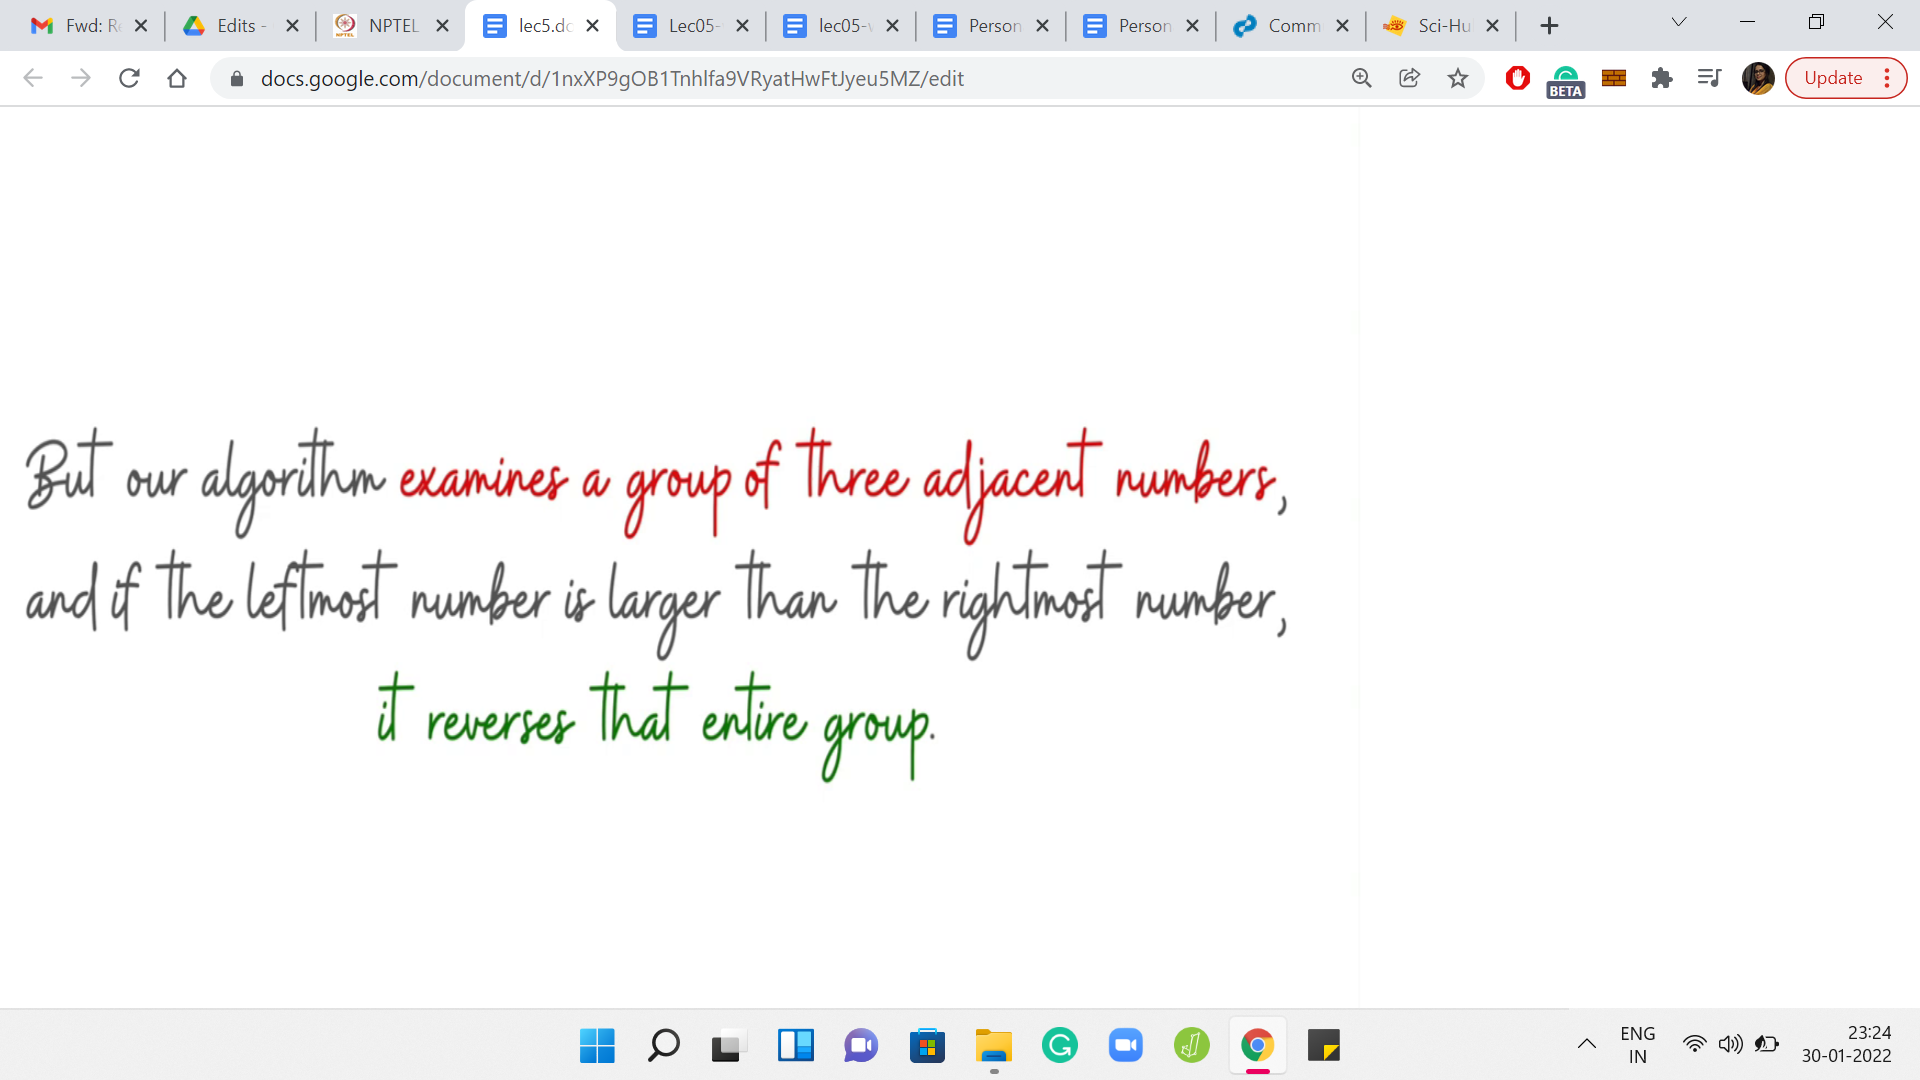 Fwd: Re
Edits -
NPTEL
lec5.do
Lec05-
lec05-v
Person
Person
Comm
Sci-Hu
docs.google.com/document/d/1nxXP9gOB1Tnhlfa9VRyatHwFtJyeu5MZ/edit
BETA
Update
But our algorithm examines a group of three adjacent numbers,
and if the leftmost number is larger than the rightmost number,
it reverses that entire group.
ENG
IN
23:24
30-01-2022